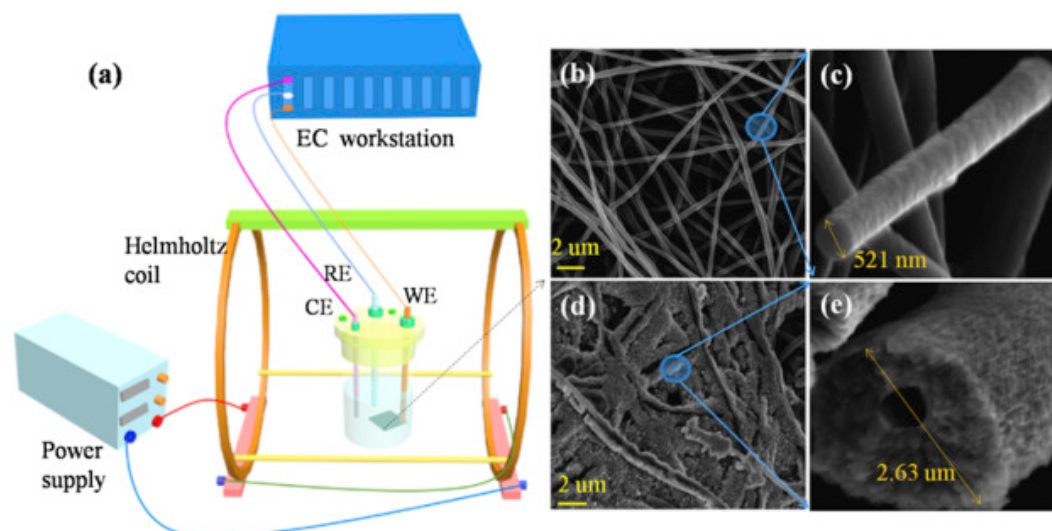 (a)
EC workstation
Helmholtz
coil
RE
CE
WE
Power
supply
(b)
2 um
(c)
521 nm
(d)
2 um
(e)
2.63 um